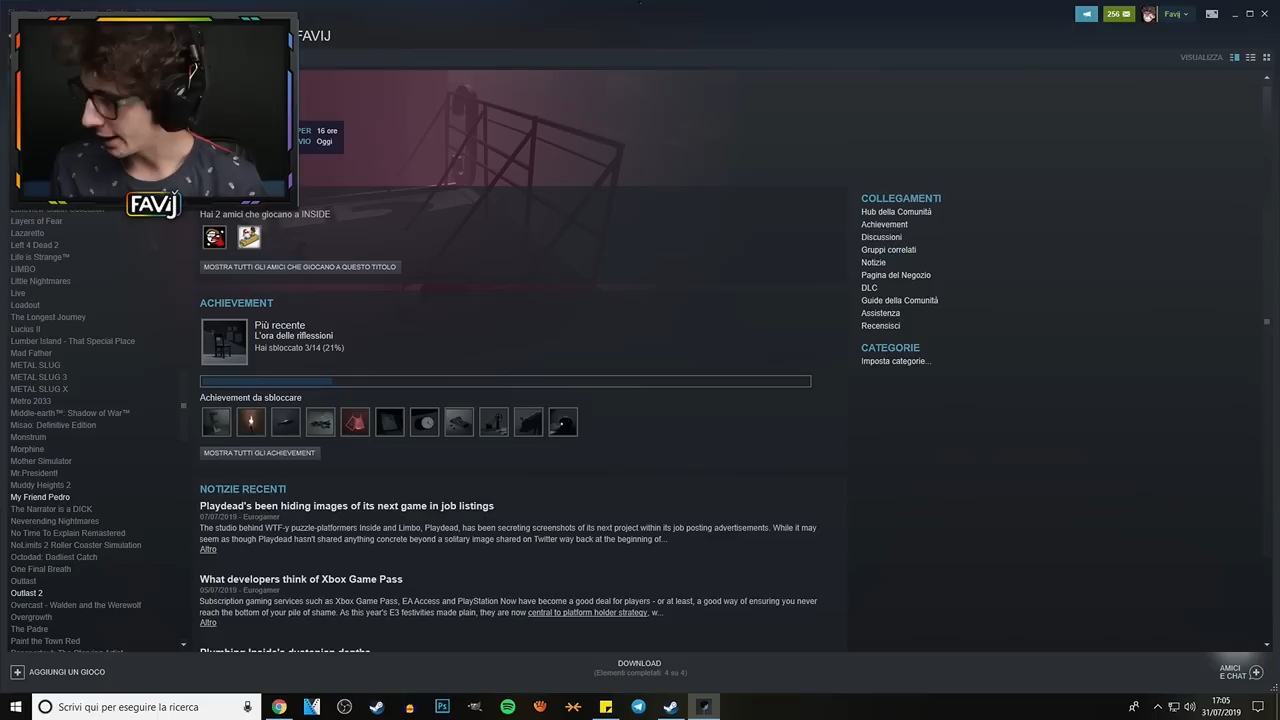 FAVIJ
256
Favij
VISUALIZZA
PER 16 ore
VIO Oggi
FAVIJ
Hai 2 amici che giocano a INSIDE
MOSTRA TUTTI GLI AMICI CHE GIOCANO A QUESTO TITOLO
ACHIEVEMENT
Più recente
L'ora delle riflessioni
Hai sbloccato 3/14 (21%)
Achievement da sbloccare
MOSTRA TUTTI GLI ACHIEVEMENT
NOTIZIE RECENTI
Playdead's been hiding images of its next game in job listings
07/07/2019 - Eurogamer
The studio behind WTF-y puzzle-platformers Inside and Limbo, Playdead, has been secreting screenshots of its next project within its job posting advertisements. While it may
seem as though Playdead hasn't shared anything concrete beyond a solitary image shared on Twitter way back at the beginning of...
Altro
What developers think of Xbox Game Pass
05/07/2019 - Eurogamer
Subscription gaming services such as Xbox Game Pass, EA Access and PlayStation Now have become a good deal for players - or at least, a good way of ensuring you never
reach the bottom of your pile of shame. As this year's E3 festivities made plain, they are now central to platform holder strategy, w...
Altro
Plumbing Inside's dystopian depths
COLLEGAMENTI
Hub della Comunità
Achievement
Discussioni
Gruppi correlati
Notizie
Pagina del Negozio
DLC
Guide della Comunità
Assistenza
Recensisci
CATEGORIE
Imposta categorie...
Layers of Fear
Lazaretto
Left 4 Dead 2
Life is Strange™
LIMBO
Little Nightmares
Live
Loadout
The Longest Journey
Lucius II
Lumber Island - That Special Place
Mad Father
METAL SLUG
METAL SLUG 3
METAL SLUG X
Metro 2033
Middle-earth™: Shadow of War™
Misao: Definitive Edition
Monstrum
Morphine
Mother Simulator
Mr.President!
Muddy Heights 2
My Friend Pedro
The Narrator is a DICK
Neverending Nightmares
No Time To Explain Remastered
NoLimits 2 Roller Coaster Simulation
Octodad: Dadliest Catch
One Final Breath
Outlast
Outlast 2
Overcast - Walden and the Werewolf
Overgrowth
The Padre
Paint the Town Red
AGGIUNGI UN GIOCO
DOWNLOAD
(Elementi completati: 4 su 4)
AMICI
E CHAT
Scrivi qui per eseguire la ricerca
Ps
17:05
31/07/2019